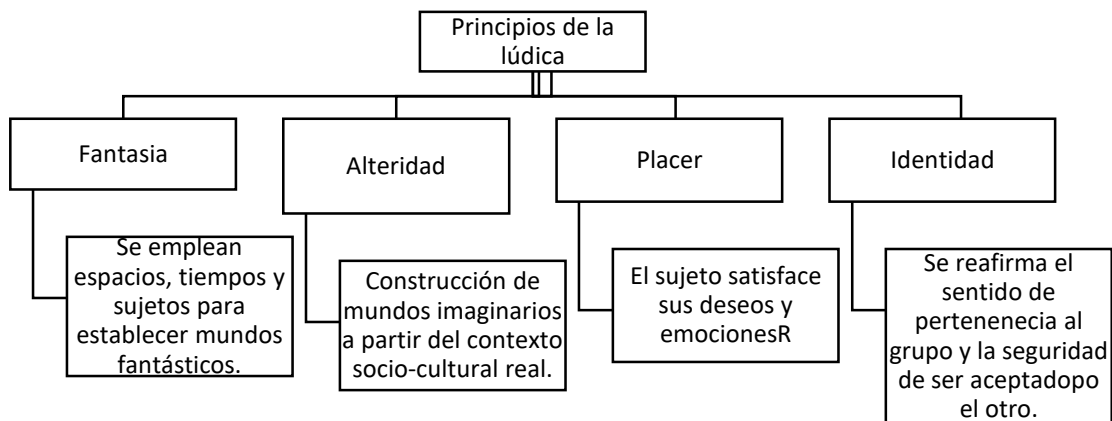 Principios de la
lúdica
Fantasia
Alteridad
Placer
Identidad
Se emplean
espacios, tiempos y
sujetos para
establecer mundos
fantásticos.
Construcción de
mundos imaginarios
a partir del contexto
socio-cultural real.
El sujeto satisface
sus deseos y
emocionesR
Se reafirma el
sentido de
pertenenecia al
grupo y la seguridad
de ser aceptadopo
el otro.